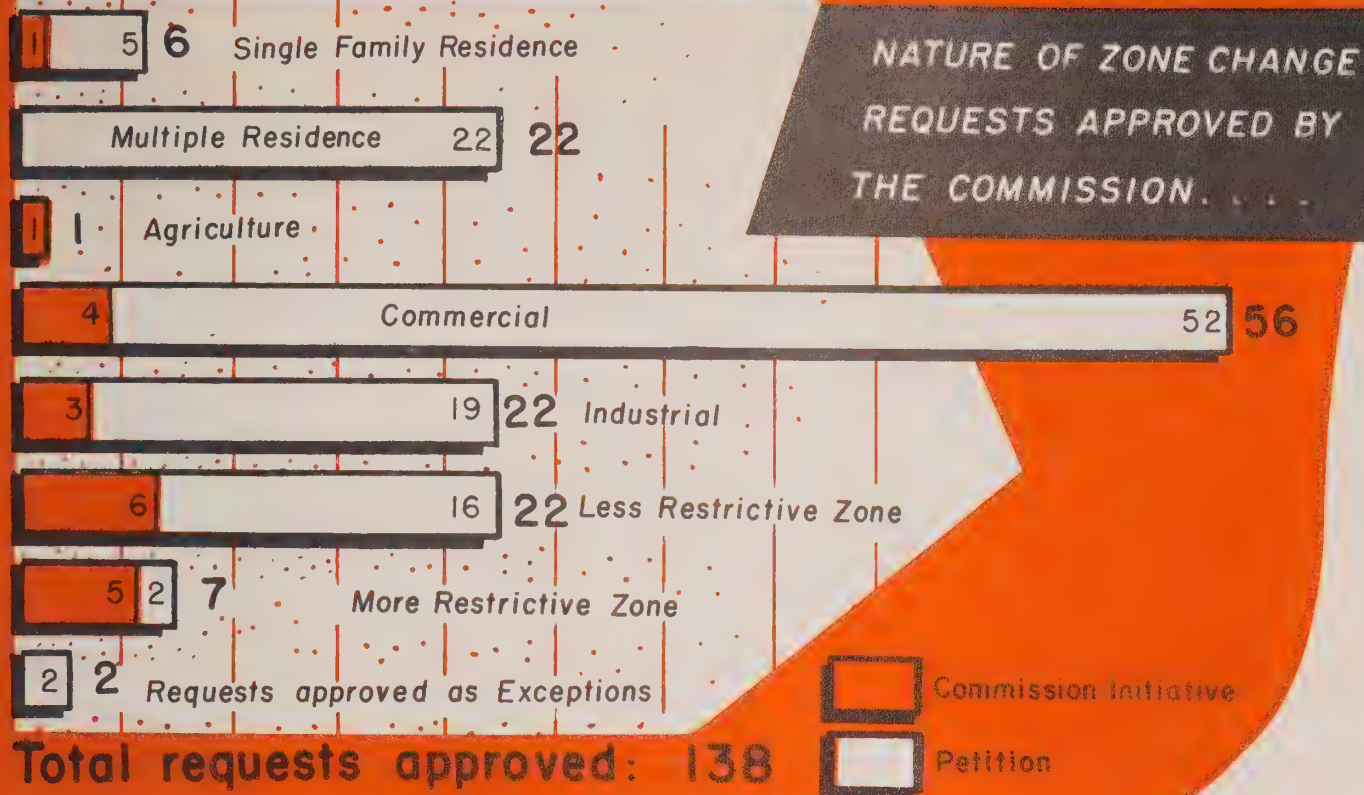 NATURE OF ZONE CHANGE
REQUESTS APPROVED BY
THE COMMISSION....
1 5 6 Single Family Residence
Multiple Residence 22 22
1 1 Agriculture
4 Commercial 52 56
3 19 22 Industrial
6 16 22 Less Restrictive Zone
5 2 7 More Restrictive Zone
2 2 Requests approved as Exceptions
Commission Initiative
Petition
Total requests approved: 138